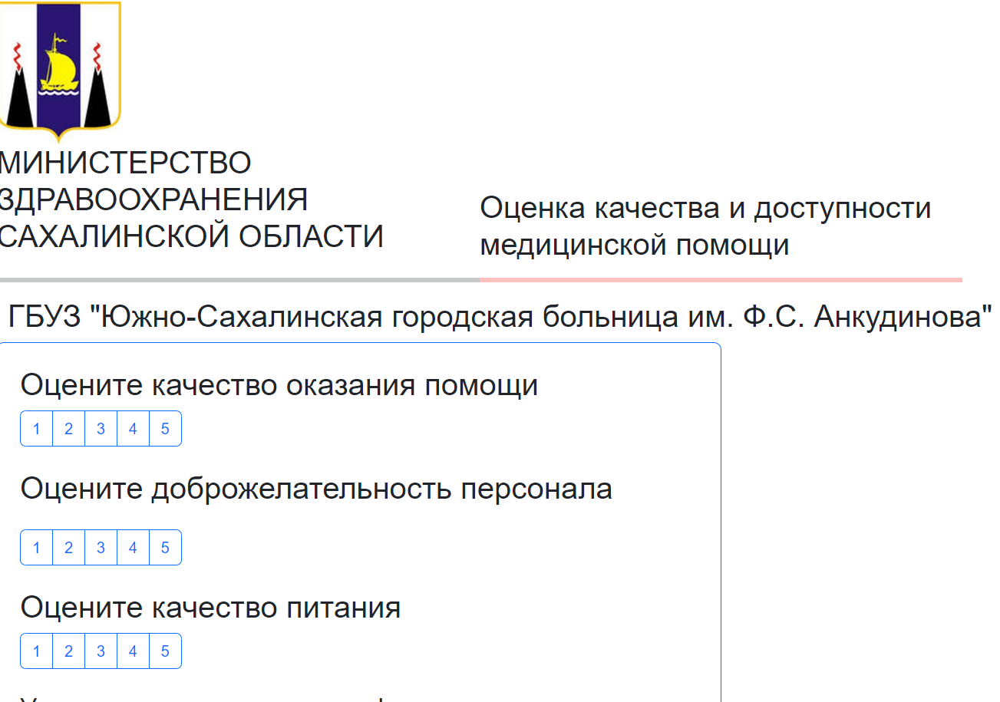 МИНИСТЕРСТВО
ЗДРАВООХРАНЕНИЯ
САХАЛИНСКОЙ ОБЛАСТИ
Оценка качества и доступности
медицинской помощи
ГБУЗ "Южно-Сахалинская городская больница им. Ф.С. Анкудинова"
Оцените качество оказания помощи
1 2 3 4 5
Оцените доброжелательность персонала
1 2 3 4 5
Оцените качество питания
1 2 3 4 5